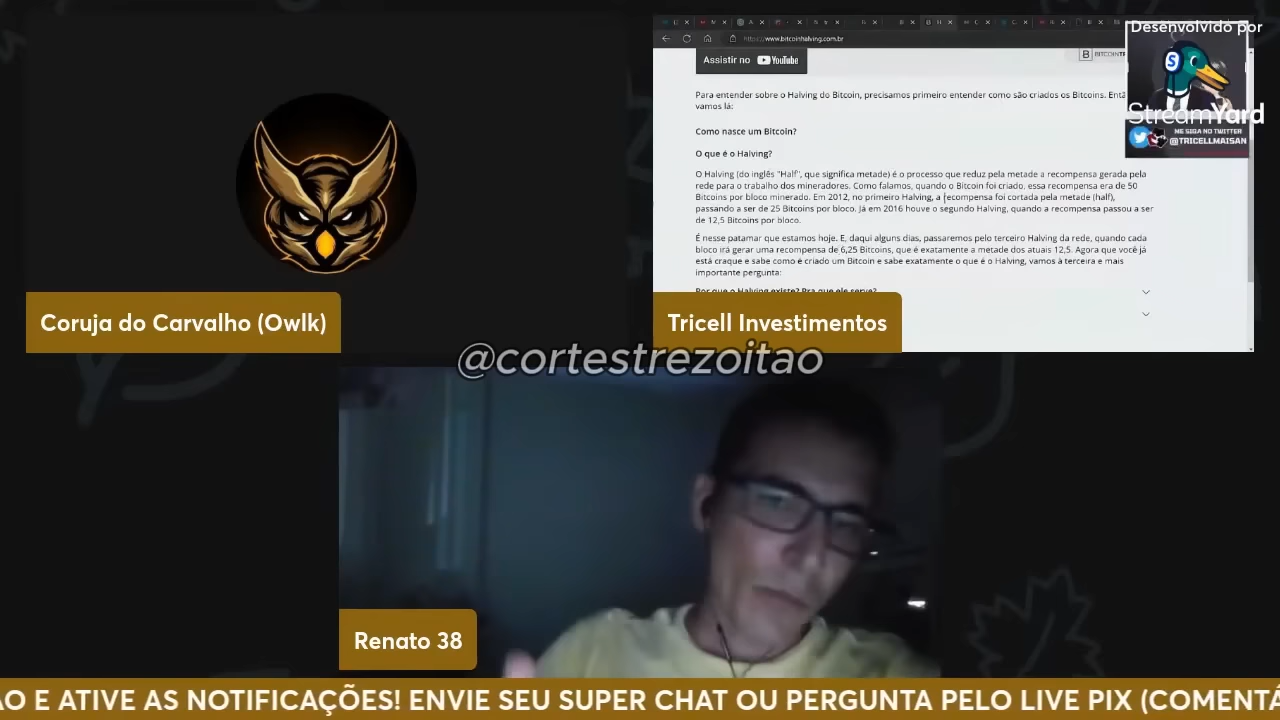 Desenvolvido por
StreamYard
http://www.bitcoinhalving.com.br
Assistir no YouTube
Para entender sobre o Halving do Bitcoin, precisamos primeiro entender como são criados os Bitcoins.
vamos lá:
Como nasce um Bitcoin?
O que é o Halving?
O Halving (do inglês "Half", que significa metade) é o processo que reduz pela metade a recompensa gerada pela
rede para o trabalho dos mineradores. Como falamos, quando o Bitcoin foi criado, essa recompensa era de 50
Bitcoins por bloco minerado. Em 2012, no primeiro Halving, a recompensa foi cortada pela metade (half),
passando a ser de 25 Bitcoins por bloco. Já em 2016 houve o segundo Halving, quando a recompensa passou a ser
de 12,5 Bitcoins por bloco.
É nesse patamar que estamos hoje. E, daqui alguns dias, passaremos pelo terceiro Halving da rede, quando cada
bloco irá gerar uma recompensa de 6,25 Bitcoins, que é exatamente a metade dos atuais 12,5. Agora que você já
está craque e sabe como é criado um Bitcoin e sabe exatamente o que é o Halving, vamos à terceira e mais
importante pergunta:
Por que o Halving existe? Pra que ele serve?
ME SIGA NO TWITTER
@TRICELLMAISAN
Coruja do Carvalho (Owlk)
Tricell Investimentos
@cortestrezoitao
Renato 38
ÃO E ATIVE AS NOTIFICAÇÕES! ENVIE SEU SUPER CHAT OU PERGUNTA PELO LIVE PIX (COMENTÁ